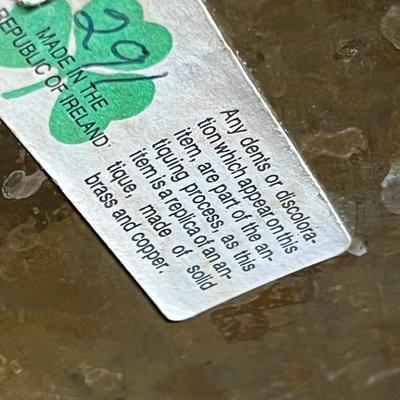 291
MADE IN THE
REPUBLIC OF IRELAND
Any dents or discolora-
tion which appear on this
item, are part of the an-
tiquing process, as this
item is a replica of an an-
tique, made of solid
brass and copper.